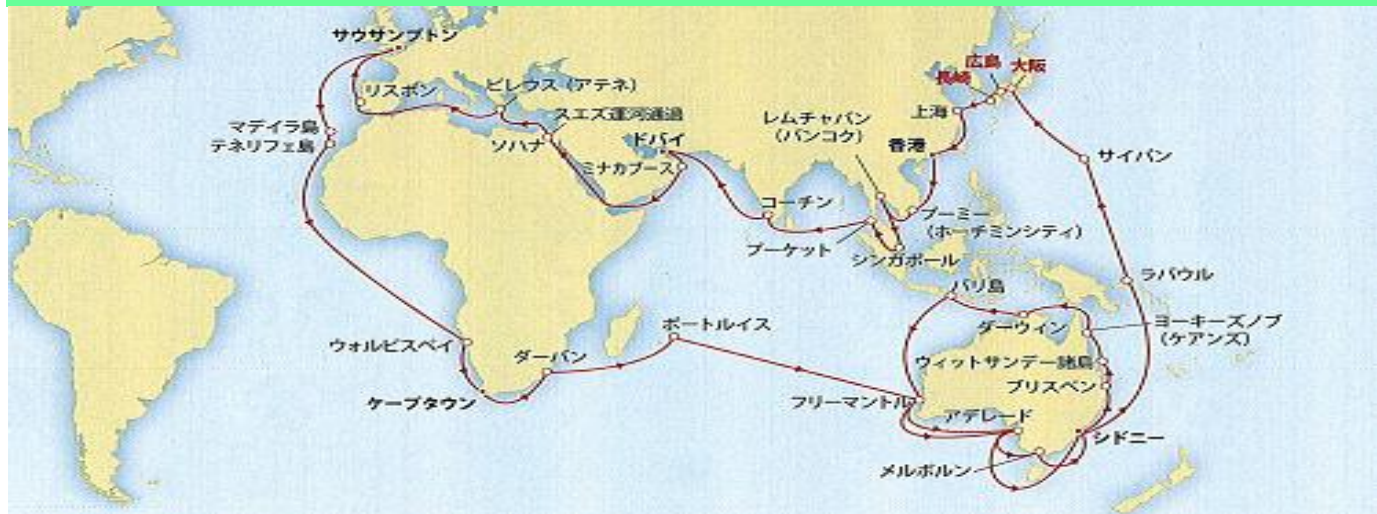 サウサンプトン
リスボン
ピレウス（アテネ）
スエズ運河通過
ソハナ
ドバイ
ミナカブース
マデイラ島
テネリフェ島
コーチン
プーケット
レムチャバン
（バンコク）
香港
上海
長崎
広島
大阪
サイパン
プーミー
（ホーチミンシティ）
シンガポール
ラバウル
バリ島
ダーウィン
ヨーキーズノブ
（ケアンズ）
ウィットサンデー諸島
ブリスベン
ポートルイス
ウォルビスベイ
ダーバン
ケープタウン
フリーマントル
アデレード
シドニー
メルボルン